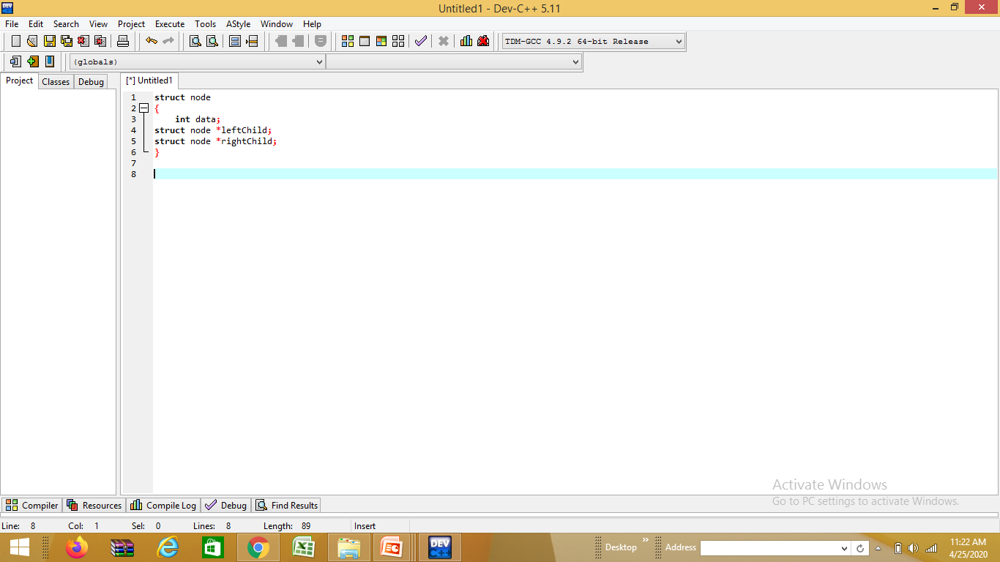 Untitled1 - Dev-C++ 5.11
File Edit Search View Project Execute Tools AStyle Window Help
TDM-GCC 4.9.2 64-bit Release
(globals)
Project Classes Debug [*] Untitled1
1 struct node
2 {
3 int data;
4 struct node *leftChild;
5 struct node *rightChild;
6 }
7
8
Activate Windows
Go to PC settings to activate Windows.
Compiler Resources Compile Log Debug Find Results
Line: 8 Col: 1 Sel: 0 Lines: 8 Length: 89 Insert
DEV C++ Desktop » Address 11:22 AM
4/25/2020